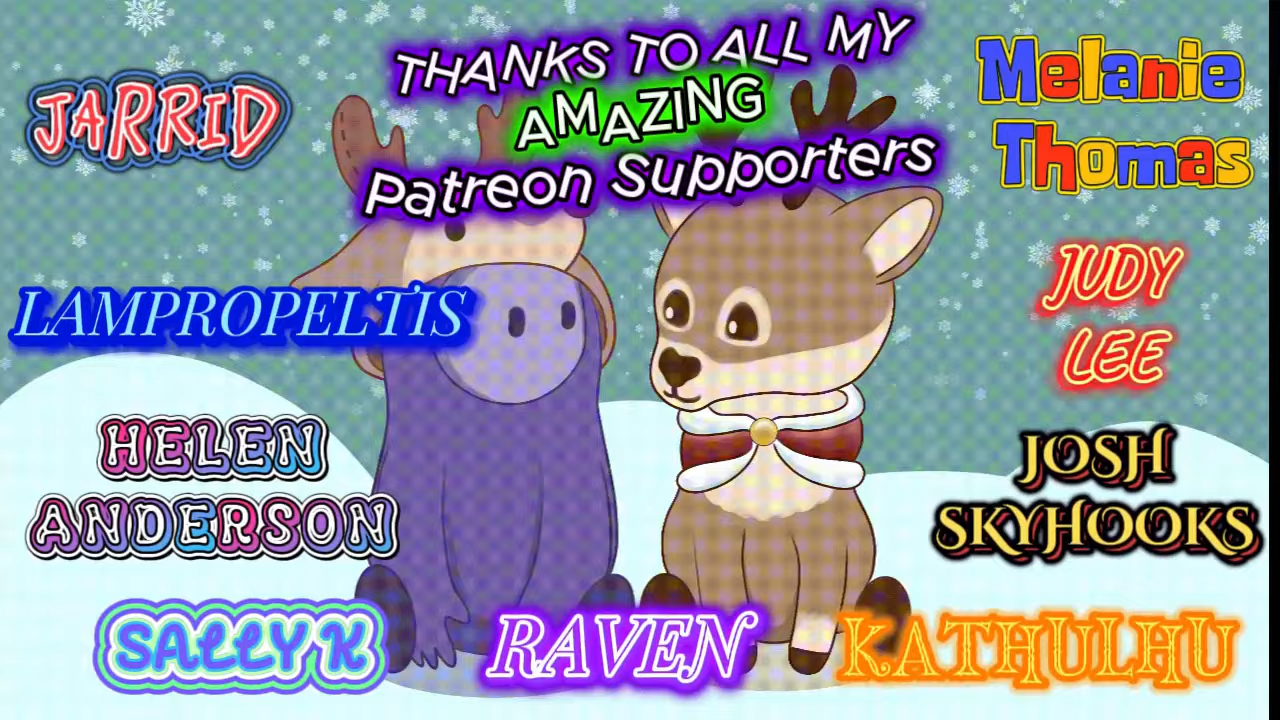 THANKS TO ALL MY
AMAZING
Patreon Supporters
JARRID
Melanie
Thomas
LAMPROPELTIS
JUDY
LEE
HELEN
ANDERSON
JOSH
SKYHOOKS
SALLY K
RAVEN
KATHULHU